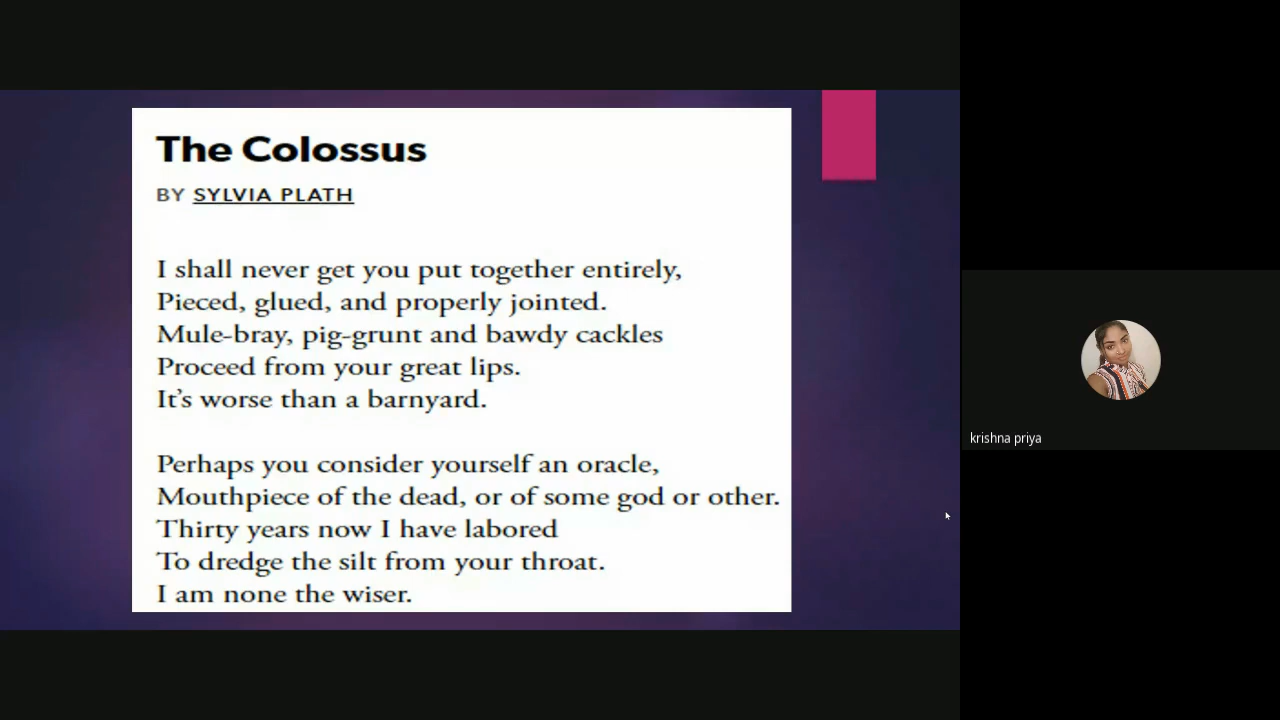 The Colossus
BY SYLVIA PLATH
I shall never get you put together entirely,
Pieced, glued, and properly jointed.
Mule-bray, pig-grunt and bawdy cackles
Proceed from your great lips.
It’s worse than a barnyard.
Perhaps you consider yourself an oracle,
Mouthpiece of the dead, or of some god or other.
Thirty years now I have labored
To dredge the silt from your throat.
I am none the wiser.
krishna priya